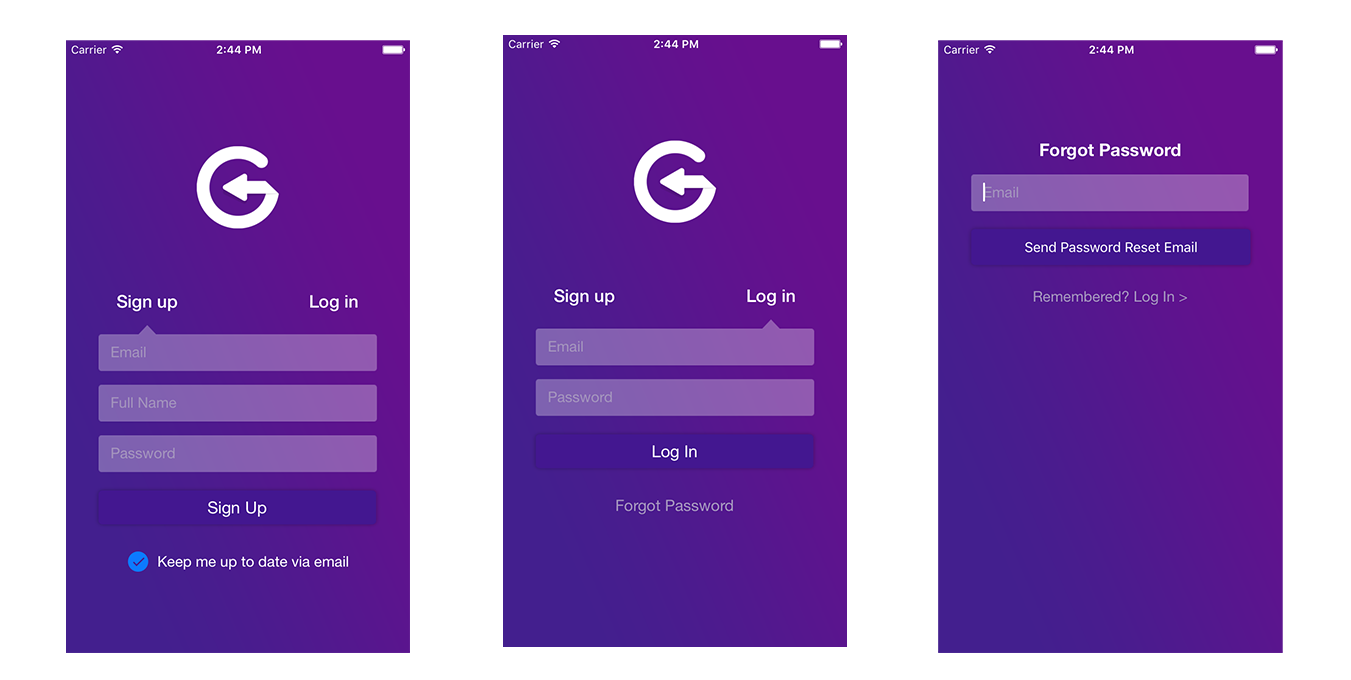 Carrier 2:44 PM
Sign up Log in
Email
Full Name
Password
Sign Up
Keep me up to date via email
Carrier 2:44 PM
Sign up Log in
Email
Password
Log In
Forgot Password
Carrier 2:44 PM
Forgot Password
Email
Send Password Reset Email
Remembered? Log In >